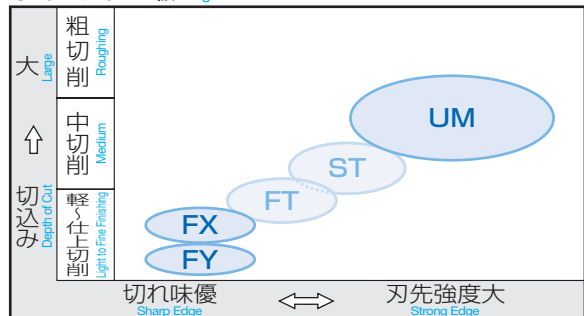 大
Large
切込み
Depth of Cut
粗切削
Roughing
中切削
Medium
軽~仕上切削
Light to Fine Finishing
UM
ST
FT
FX
FY
切れ味優
Sharp Edge
刃先強度大
Strong Edge